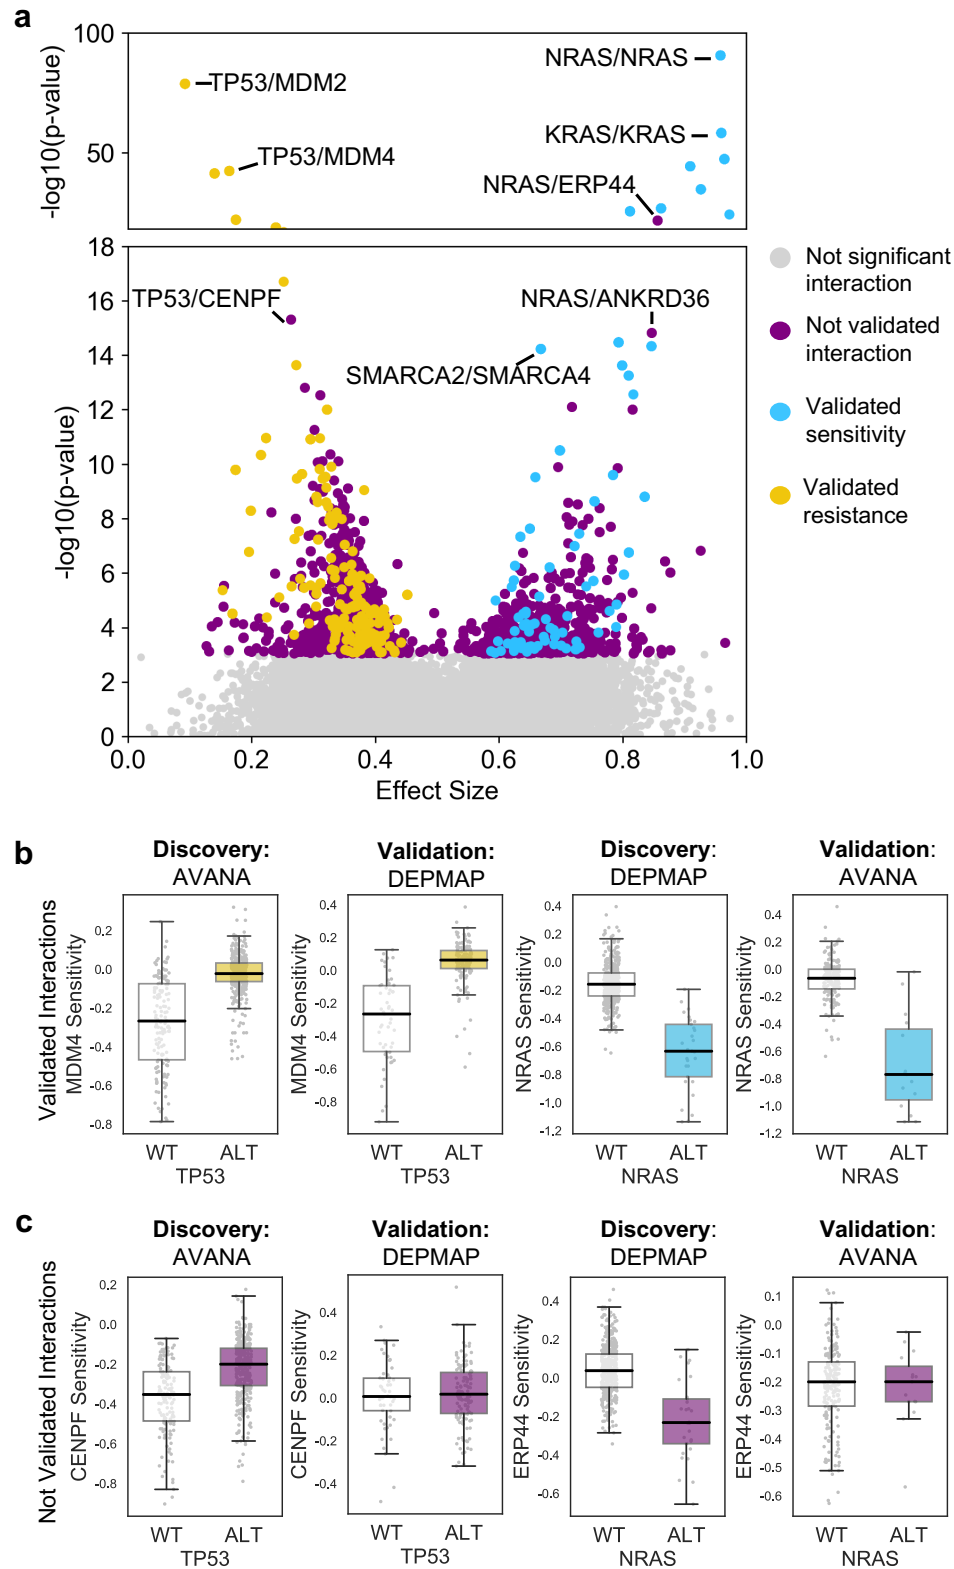 a
100
50
-log10(p-value)
TP53/MDM2
TP53/MDM4
NRAS/NRAS
KRAS/KRAS
NRAS/ERP44
18
16
14
12
10
8
6
4
2
0
-log10(p-value)
TP53/CENPF
NRAS/ANKRD36
SMARCA2/SMARCA4
0.0 0.2 0.4 0.6 0.8 1.0
Effect Size
Not significant
interaction
Not validated
interaction
Validated
sensitivity
Validated
resistance
b
Validated Interactions
Discovery:
AVANA
MDM4 Sensitivity
0.2
0.0
-0.2
-0.4
-0.6
-0.8
WT ALT
TP53
Validation:
DEPMAP
MDM4 Sensitivity
0.4
0.2
0.0
-0.2
-0.4
-0.6
-0.8
WT ALT
TP53
Discovery:
DEPMAP
NRAS Sensitivity
0.4
0.2
0.0
-0.2
-0.4
-0.6
-0.8
-1.0
-1.2
WT ALT
NRAS
Validation:
AVANA
NRAS Sensitivity
0.4
0.2
0.0
-0.2
-0.4
-0.6
-0.8
-1.0
-1.2
WT ALT
NRAS
c
Not Validated Interactions
Discovery:
AVANA
CENPF Sensitivity
0.2
0.0
-0.2
-0.4
-0.6
-0.8
WT ALT
TP53
Validation:
DEPMAP
CENPF Sensitivity
0.4
0.2
0.0
-0.2
-0.4
WT ALT
TP53
Discovery:
DEPMAP
ERP44 Sensitivity
0.4
0.2
0.0
-0.2
-0.4
-0.6
WT ALT
NRAS
Validation:
AVANA
ERP44 Sensitivity
0.1
0.0
-0.1
-0.2
-0.3
-0.4
-0.5
-0.6
WT ALT
NRAS